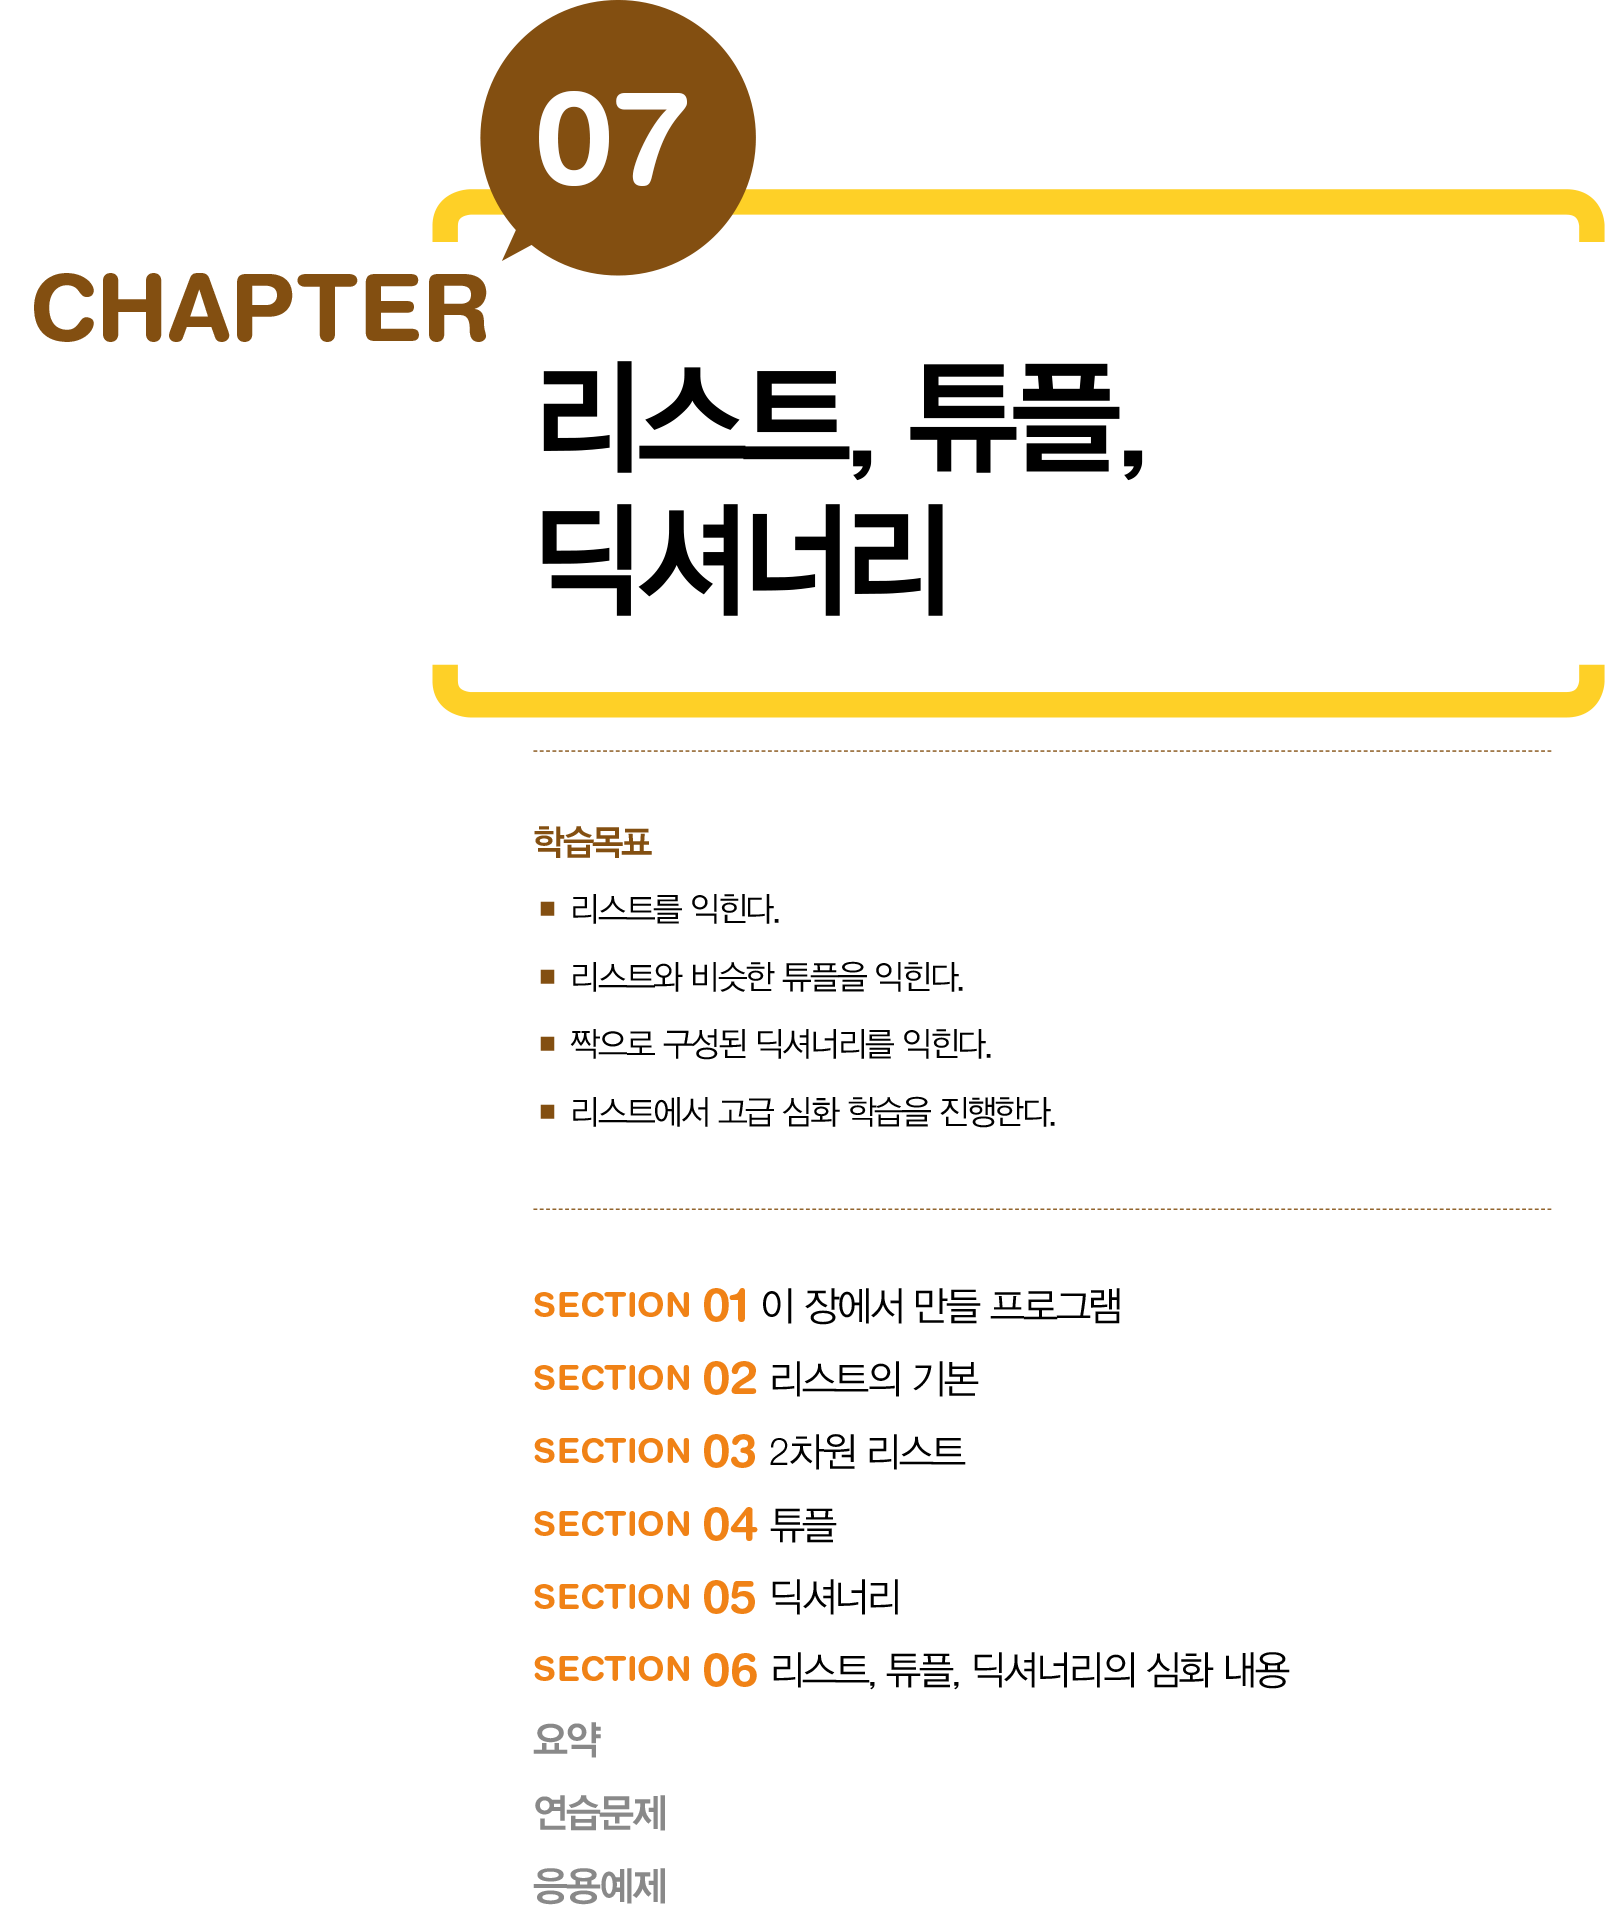 07
CHAPTER
리스트, 튜플,
딕셔너리
학습목표
■ 리스트를 익힌다.
■ 리스트와 비슷한 튜플을 익힌다.
■ 짝으로 구성된 딕셔너리를 익힌다.
■ 리스트에서 고급 심화 학습을 진행한다.
SECTION 01 이 장에서 만들 프로그램
SECTION 02 리스트의 기본
SECTION 03 2차원 리스트
SECTION 04 튜플
SECTION 05 딕셔너리
SECTION 06 리스트, 튜플, 딕셔너리의 심화 내용
요약
연습문제
응용예제